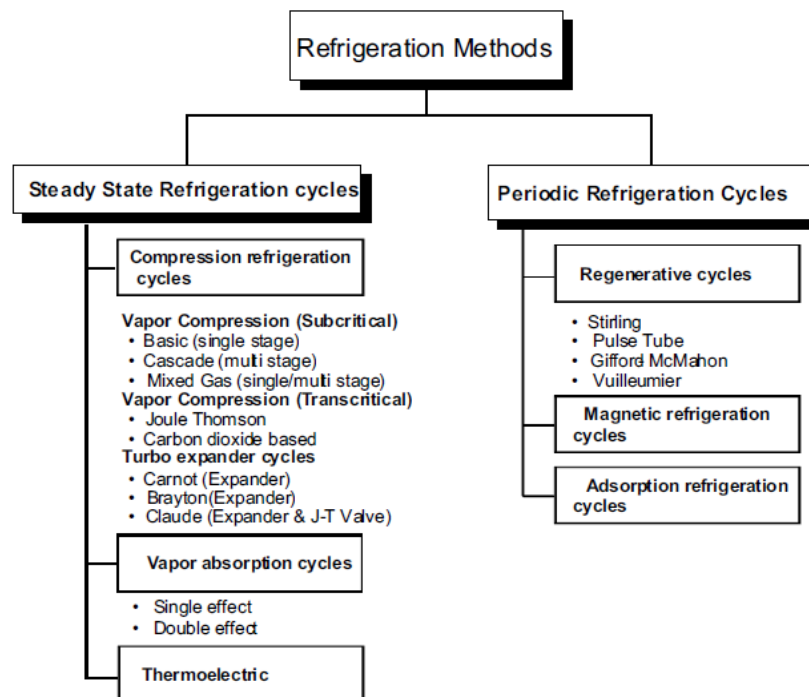 Refrigeration Methods
Steady State Refrigeration cycles
Compression refrigeration
cycles
Vapor Compression (Subcritical)
• Basic (single stage)
• Cascade (multi stage)
• Mixed Gas (single/multi stage)
Vapor Compression (Transcritical)
• Joule Thomson
• Carbon dioxide based
Turbo expander cycles
• Carnot (Expander)
• Brayton(Expander)
• Claude (Expander & J-T Valve)
Vapor absorption cycles
• Single effect
• Double effect
Thermoelectric
Periodic Refrigeration Cycles
Regenerative cycles
• Stirling
• Pulse Tube
• Gifford-McMahon
• Vuilleumier
Magnetic refrigeration
cycles
Adsorption refrigeration
cycles